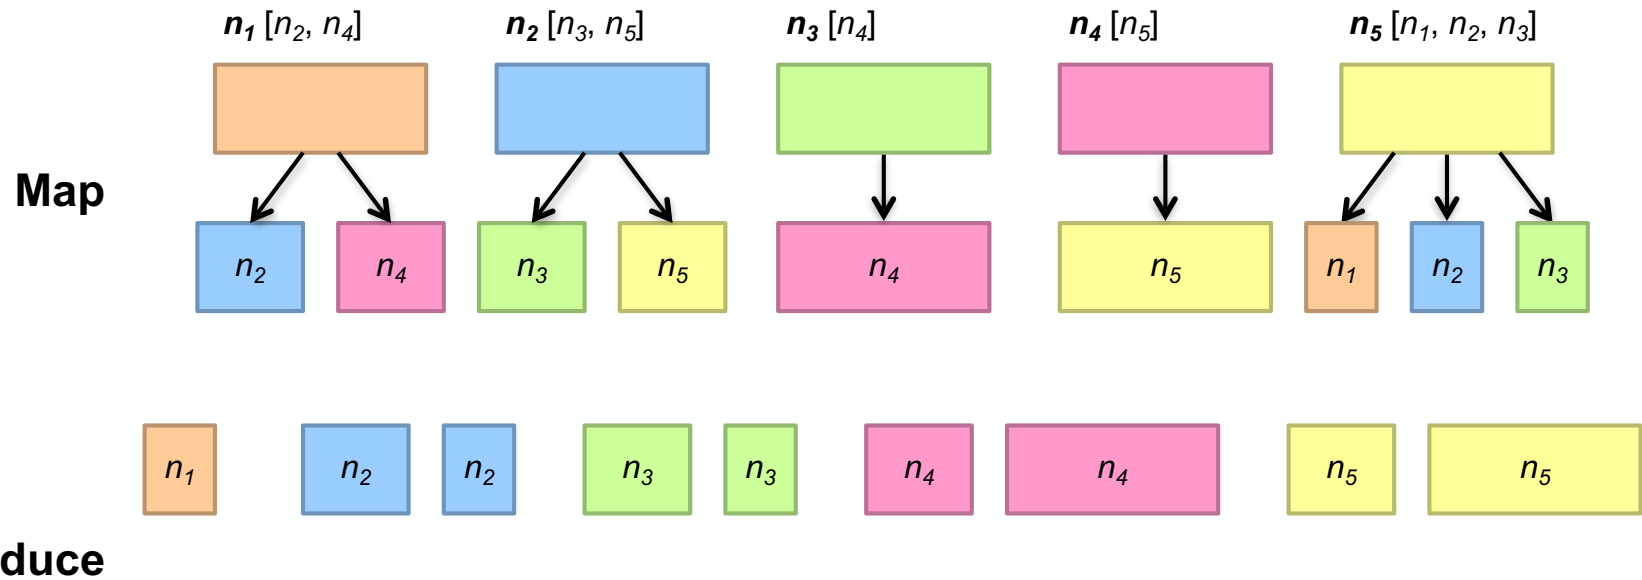 n1 [n2, n4] n2 [n3, n5] n3 [n4] n4 [n5] n5 [n1, n2, n3]
Map
n2 n4 n3 n5 n4 n5 n1 n2 n3
n1 n2 n2 n3 n3 n4 n4 n5 n5
duce